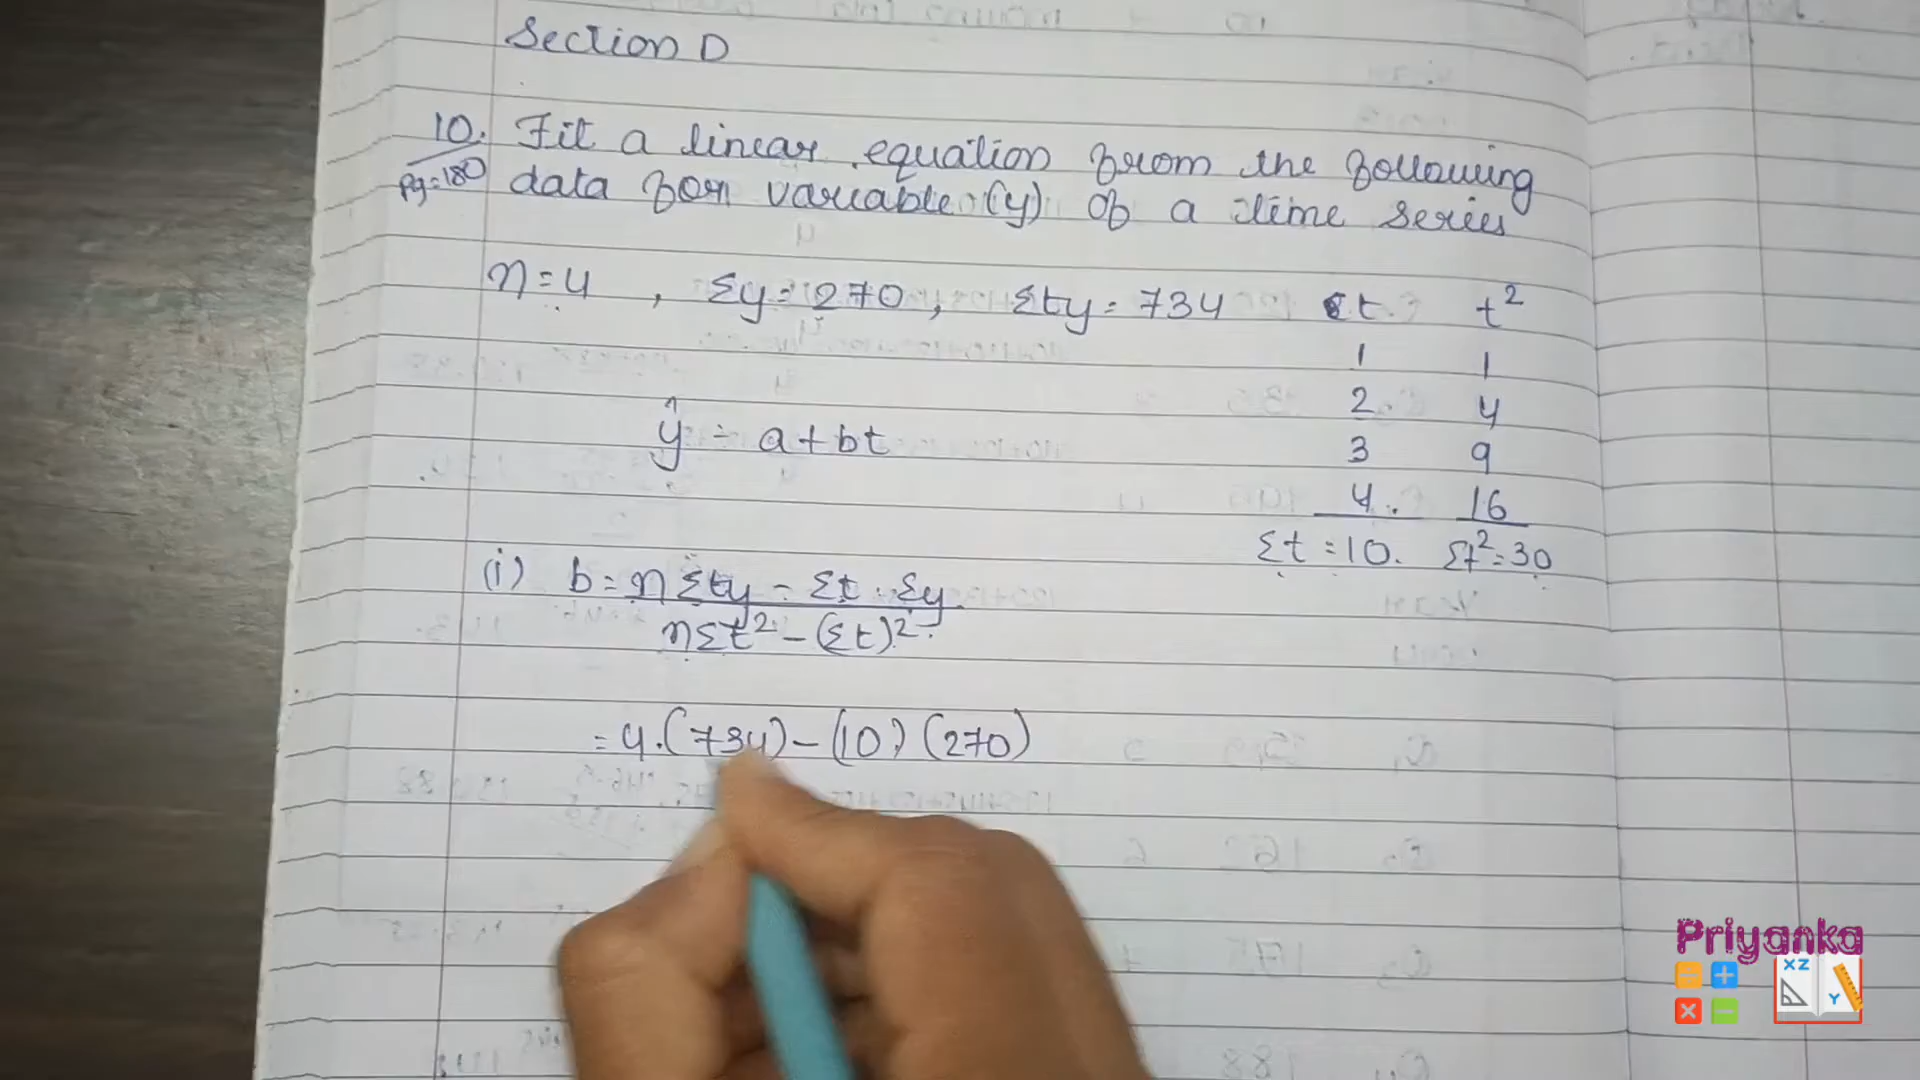 Section D
10. Fit a linear equation from the following
Pg=180 data for variable (y) of a time series
n=4 , Σy=270, Σty=734 t t²
1 1
2 4
ŷ = a+bt
3 9
4. 16
Σt=10. Σt²=30
(i) b= nΣty - Σt · Σy
nΣt² - (Σt)²
= 4.(734) - (10) (270)
Priyanka
XZ
Y